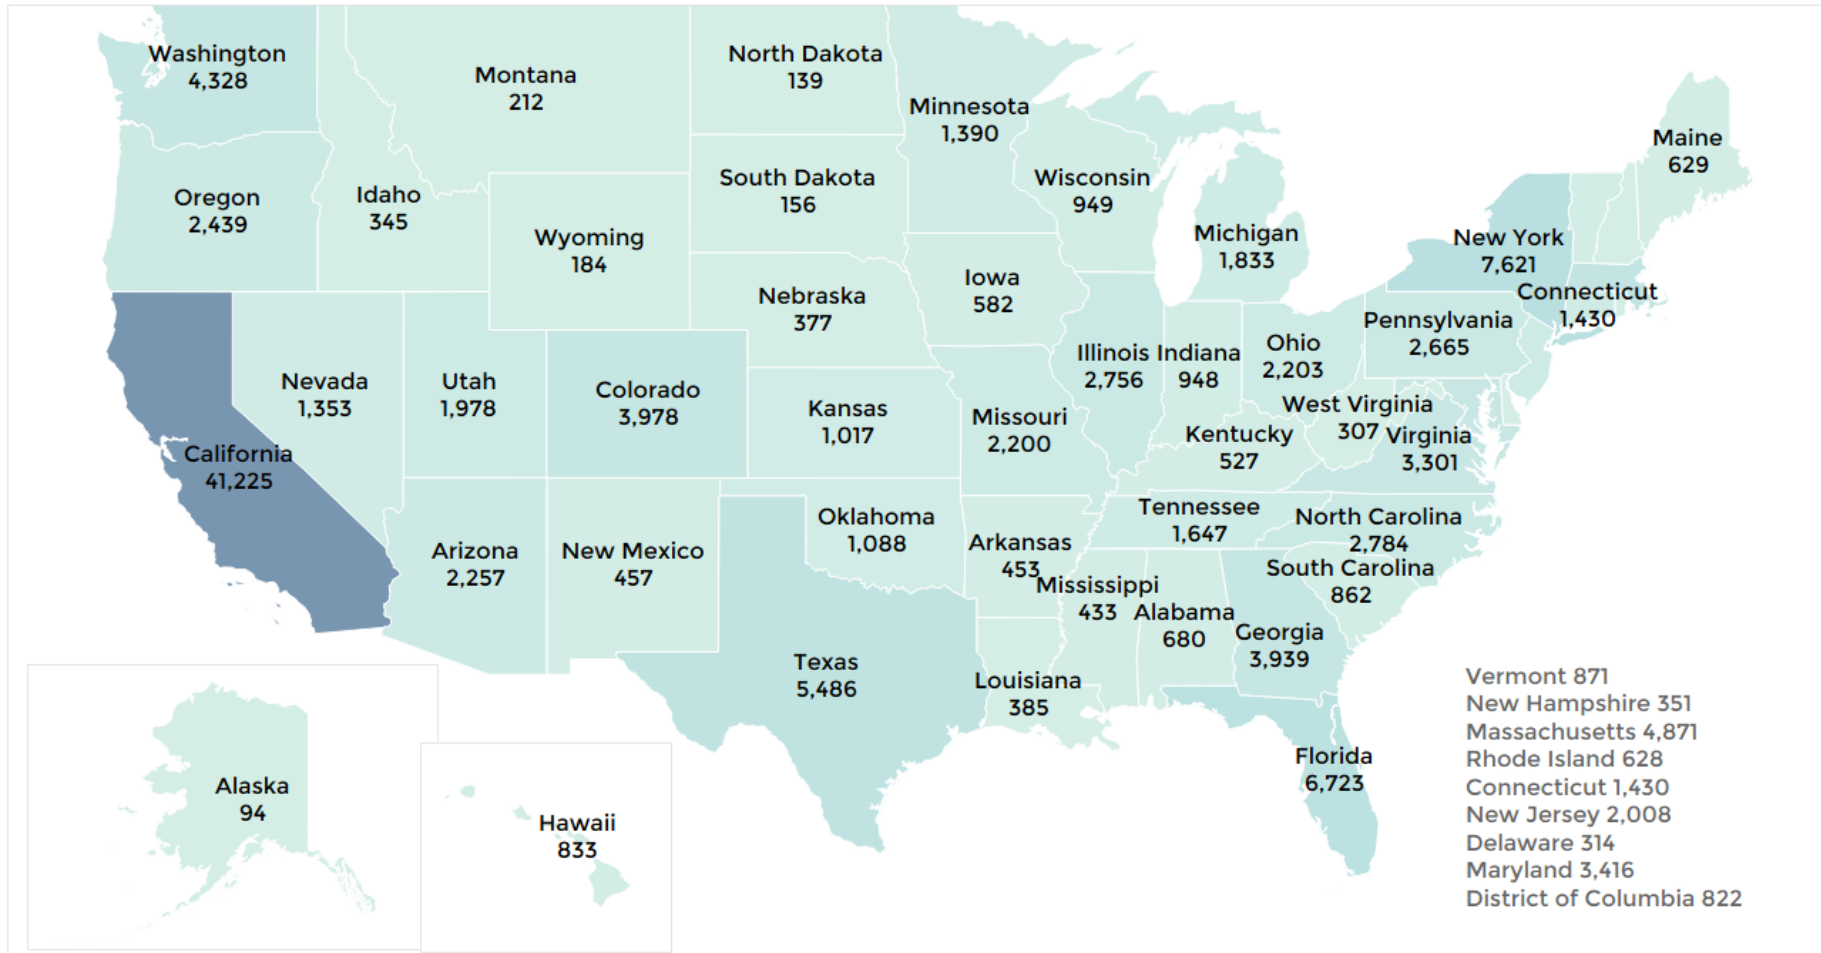 Washington
4,328
Montana
212
North Dakota
139
Minnesota
1,390
Maine
629
Oregon
2,439
Idaho
345
South Dakota
156
Wisconsin
949
Wyoming
184
Michigan
1,833
New York
7,621
Iowa
582
Nebraska
377
Connecticut
1,430
Pennsylvania
2,665
Illinois
2,756
Indiana
948
Ohio
2,203
Nevada
1,353
Utah
1,978
Colorado
3,978
Kansas
1,017
Missouri
2,200
West Virginia
307
Virginia
3,301
Kentucky
527
California
41,225
Tennessee
1,647
North Carolina
2,784
Oklahoma
1,088
Arizona
2,257
New Mexico
457
Arkansas
453
South Carolina
862
Mississippi
433
Alabama
680
Georgia
3,939
Texas
5,486
Louisiana
385
Florida
6,723
Alaska
94
Hawaii
833
Vermont 871
New Hampshire 351
Massachusetts 4,871
Rhode Island 628
Connecticut 1,430
New Jersey 2,008
Delaware 314
Maryland 3,416
District of Columbia 822